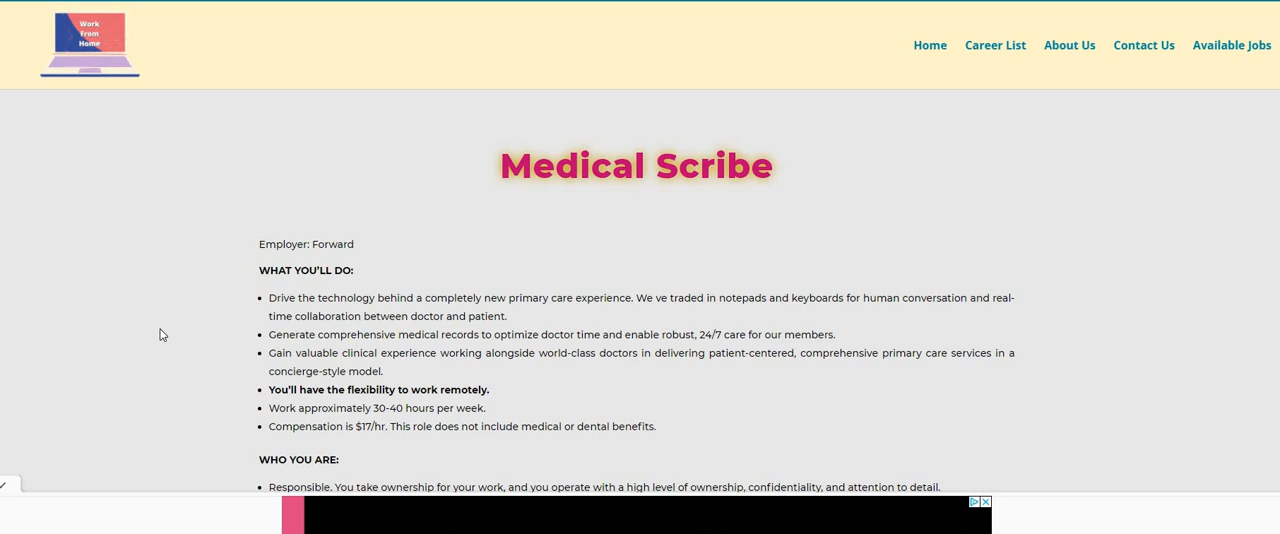 Work
From
Home
Home Career List About Us Contact Us Available Jobs
Medical Scribe
Employer: Forward
WHAT YOU'LL DO:
• Drive the technology behind a completely new primary care experience. We ve traded in notepads and keyboards for human conversation and real-
time collaboration between doctor and patient.
• Generate comprehensive medical records to optimize doctor time and enable robust, 24/7 care for our members.
• Gain valuable clinical experience working alongside world-class doctors in delivering patient-centered, comprehensive primary care services in a
concierge-style model.
• You'll have the flexibility to work remotely.
• Work approximately 30-40 hours per week.
• Compensation is $17/hr. This role does not include medical or dental benefits.
WHO YOU ARE:
• Responsible. You take ownership for your work, and you operate with a high level of ownership, confidentiality, and attention to detail.